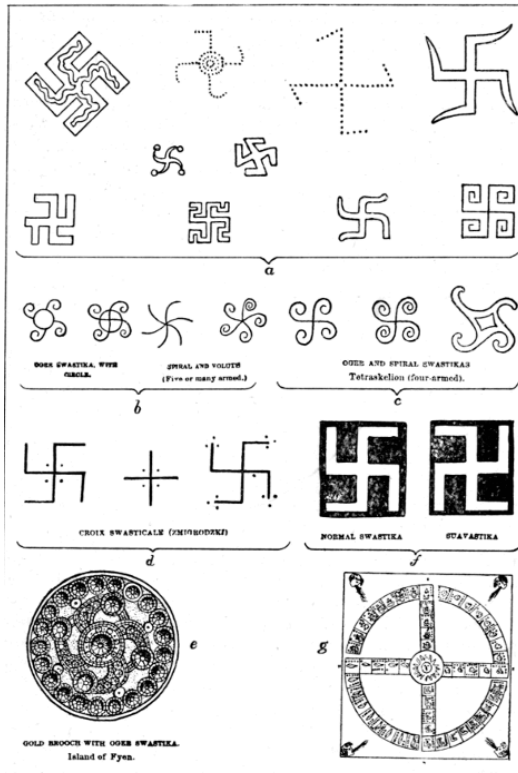 a
OGEE SWASTIKA, WITH
CIRCLE.
SPIRAL AND VOLUTE
(Five or many armed.)
b
OGEE AND SPIRAL SWASTIKAS
Tetraskelion (four-armed).
c
CROIX SWASTICALE (ZMIGRODZKI)
d
NORMAL SWASTIKA
SUAVASTIKA
f
e
GOLD BROOCH WITH OGEE SWASTIKA.
Island of Fyen.
g